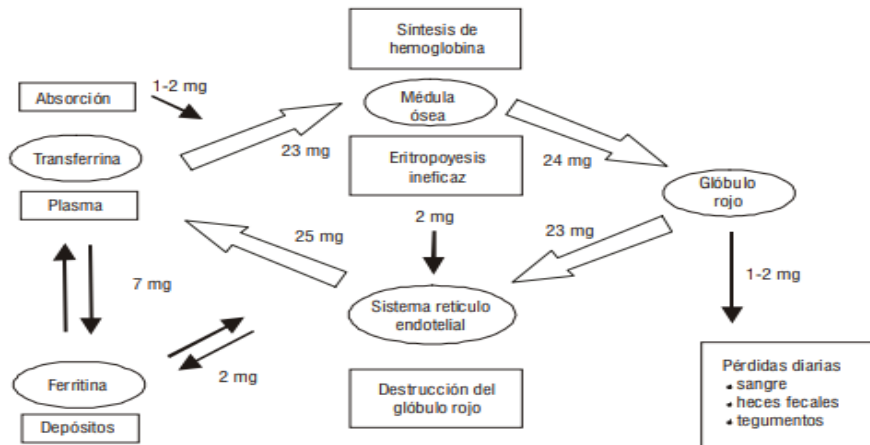 Síntesis de
hemoglobina
1-2 mg
Absorción
Médula
ósea
Transferrina
23 mg
Eritropoyesis
ineficaz
24 mg
Glóbulo
rojo
Plasma
25 mg
2 mg
23 mg
7 mg
1-2 mg
Sistema retículo
endotelial
Ferritina
2 mg
Depósitos
Destrucción del
glóbulo rojo
Pérdidas diarias
sangre
heces fecales
tegumentos